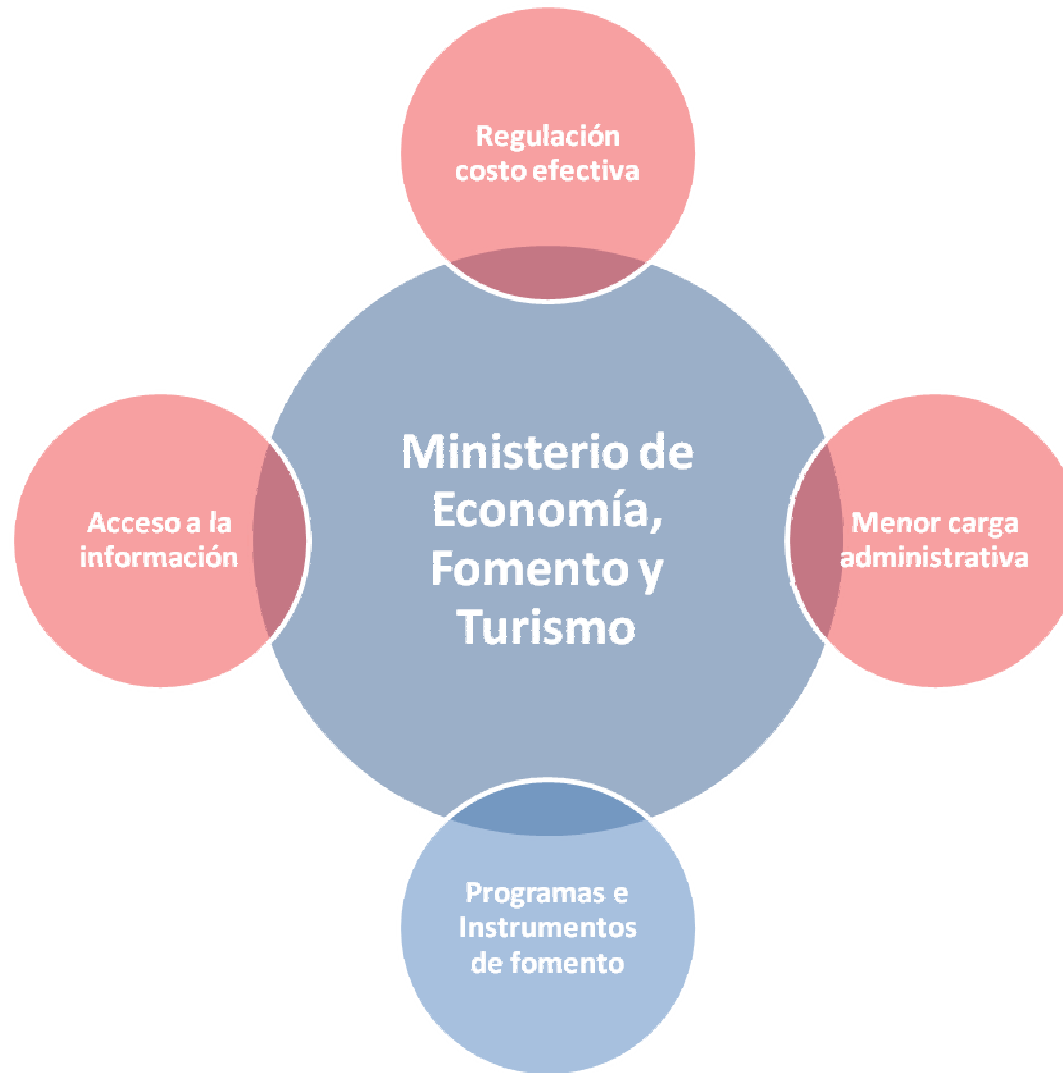 Regulación
costo efectiva
Ministerio de
Economía,
Fomento y
Turismo
Acceso a la
información
Menor carga
administrativa
Programas e
Instrumentos
de fomento